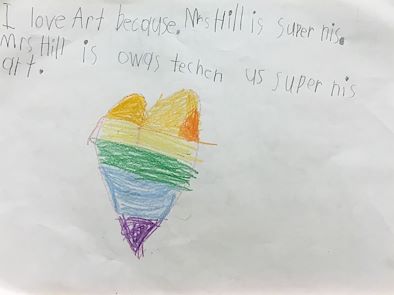 I love Art because. Mrs Hill is super nis.
Mrs Hill is owas techen us super nis
art.